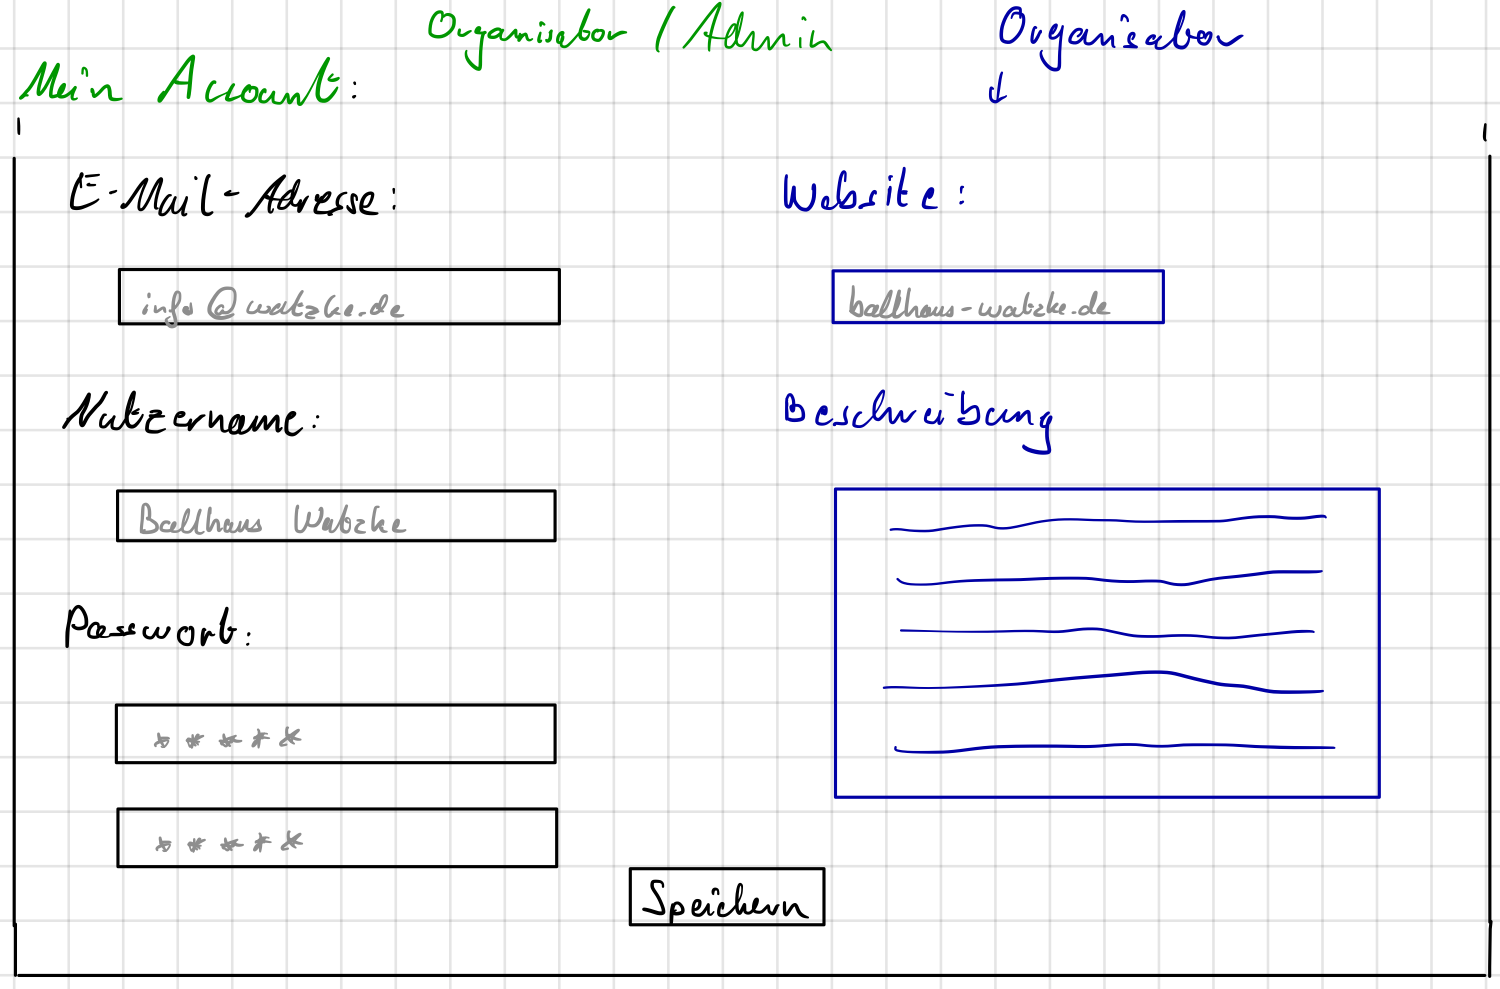 Organisator / Admin
Organisator
Mein Account:
E-Mail-Adresse:
Website:
info@watzke.de
ballhaus-watzke.de
Nutzername:
Beschreibung
Ballhaus Watzke
Passwort:
*****
*****
Speichern